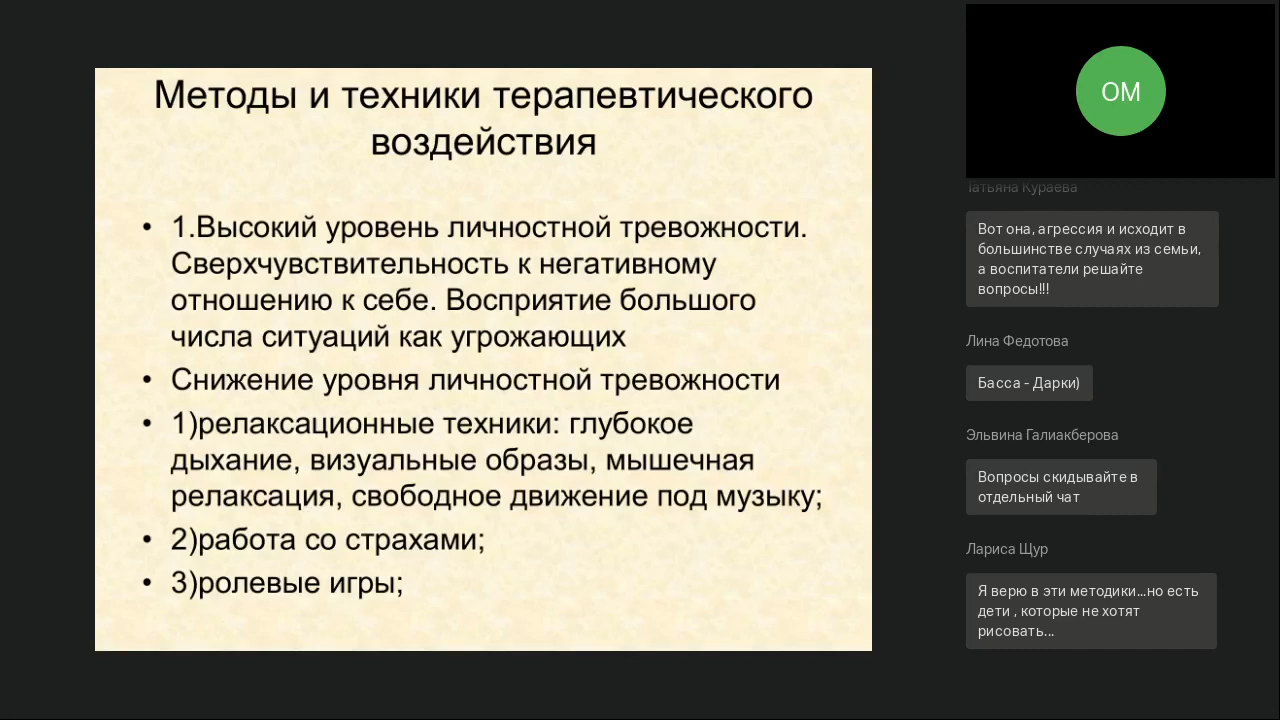 Методы и техники терапевтического
воздействия
• 1.Высокий уровень личностной тревожности.
Сверхчувствительность к негативному
отношению к себе. Восприятие большого
числа ситуаций как угрожающих
• Снижение уровня личностной тревожности
• 1)релаксационные техники: глубокое
дыхание, визуальные образы, мышечная
релаксация, свободное движение под музыку;
• 2)работа со страхами;
• 3)ролевые игры;
ОМ
Татьяна Кураева
Вот она, агрессия и исходит в
большинстве случаях из семьи,
а воспитатели решайте
вопросы!!!
Лина Федотова
Басса - Дарки)
Эльвина Галиакберова
Вопросы скидывайте в
отдельный чат
Лариса Щур
Я верю в эти методики...но есть
дети , которые не хотят
рисовать...